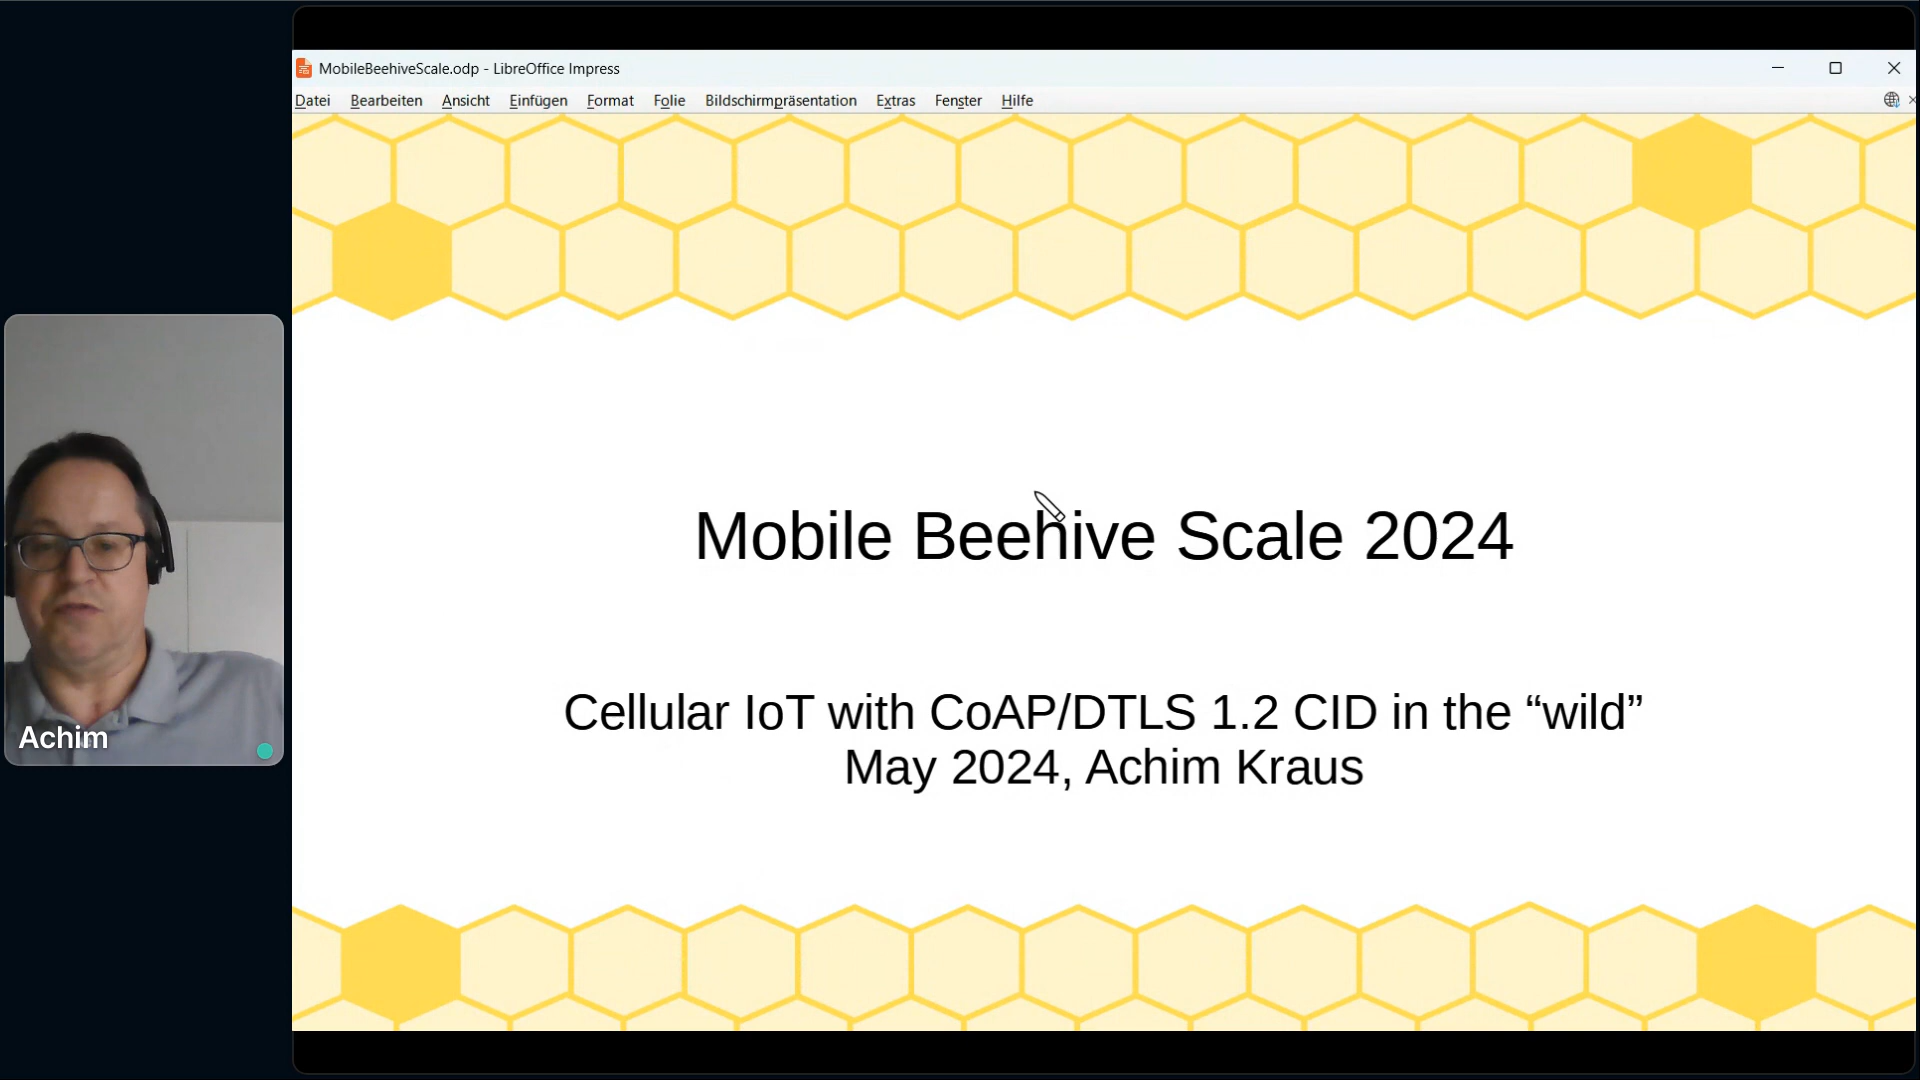 MobileBeehiveScale.odp - LibreOffice Impress
Datei Bearbeiten Ansicht Einfügen Format Folie Bildschirmpräsentation Extras Fenster Hilfe
Mobile Beehive Scale 2024
Cellular IoT with CoAP/DTLS 1.2 CID in the “wild”
May 2024, Achim Kraus
Achim